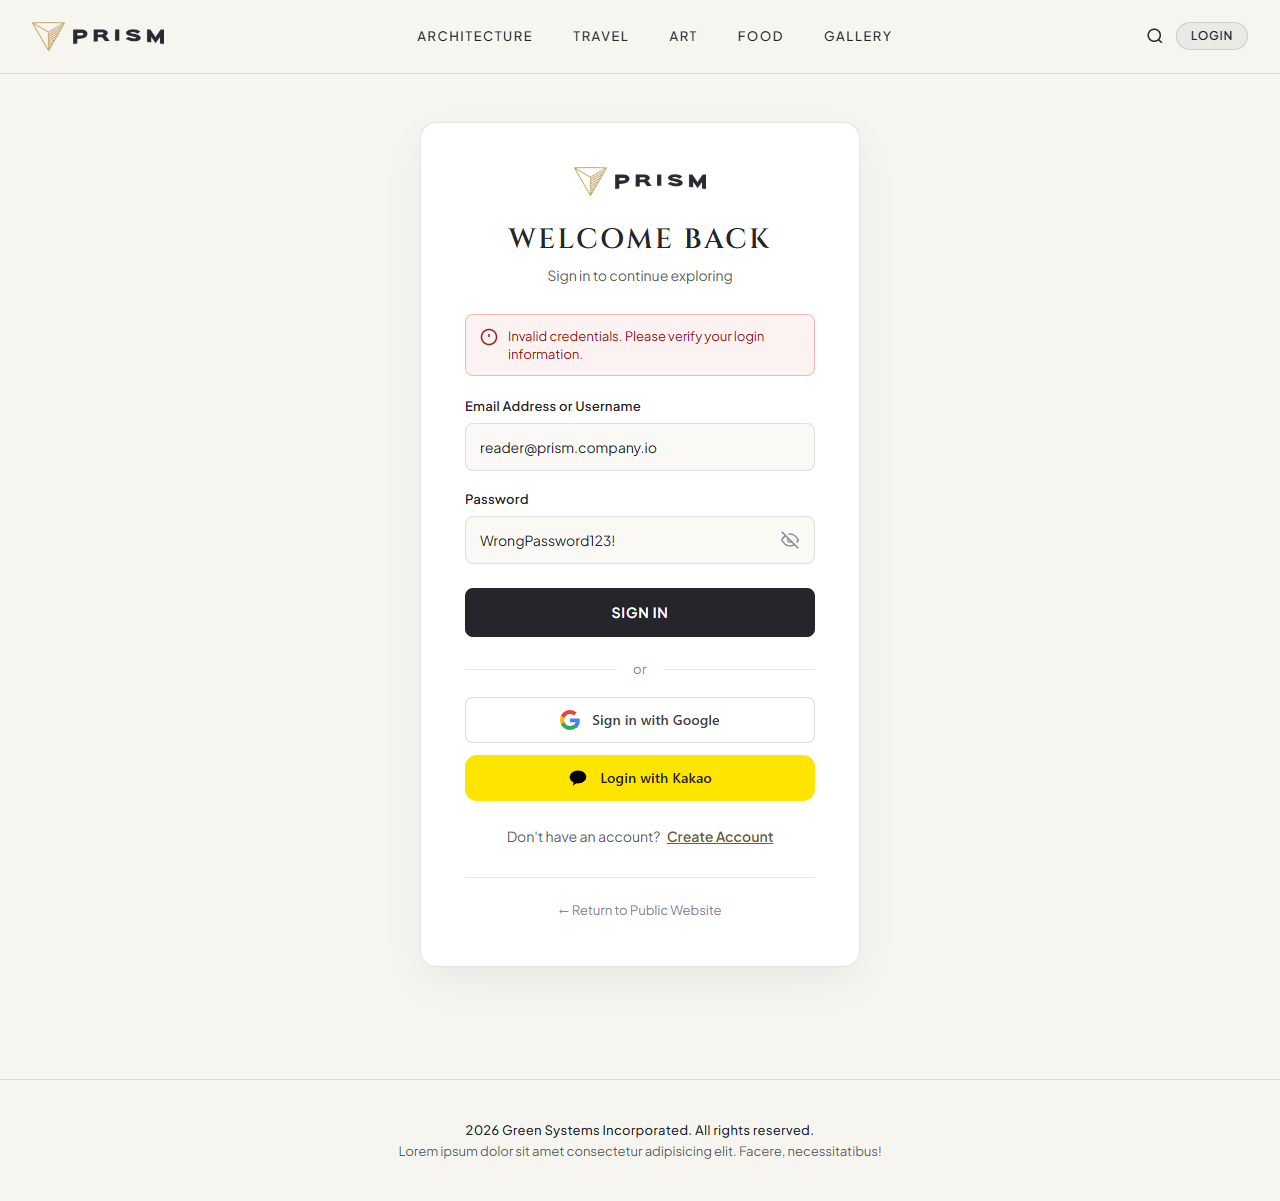 PRISM
ARCHITECTURE TRAVEL ART FOOD GALLERY
LOGIN
PRISM
WELCOME BACK
Sign in to continue exploring
Invalid credentials. Please verify your login
information.
Email Address or Username
reader@prism.company.io
Password
WrongPassword123!
SIGN IN
or
Sign in with Google
Login with Kakao
Don't have an account? Create Account
← Return to Public Website
2026 Green Systems Incorporated. All rights reserved.
Lorem ipsum dolor sit amet consectetur adipisicing elit. Facere, necessitatibus!